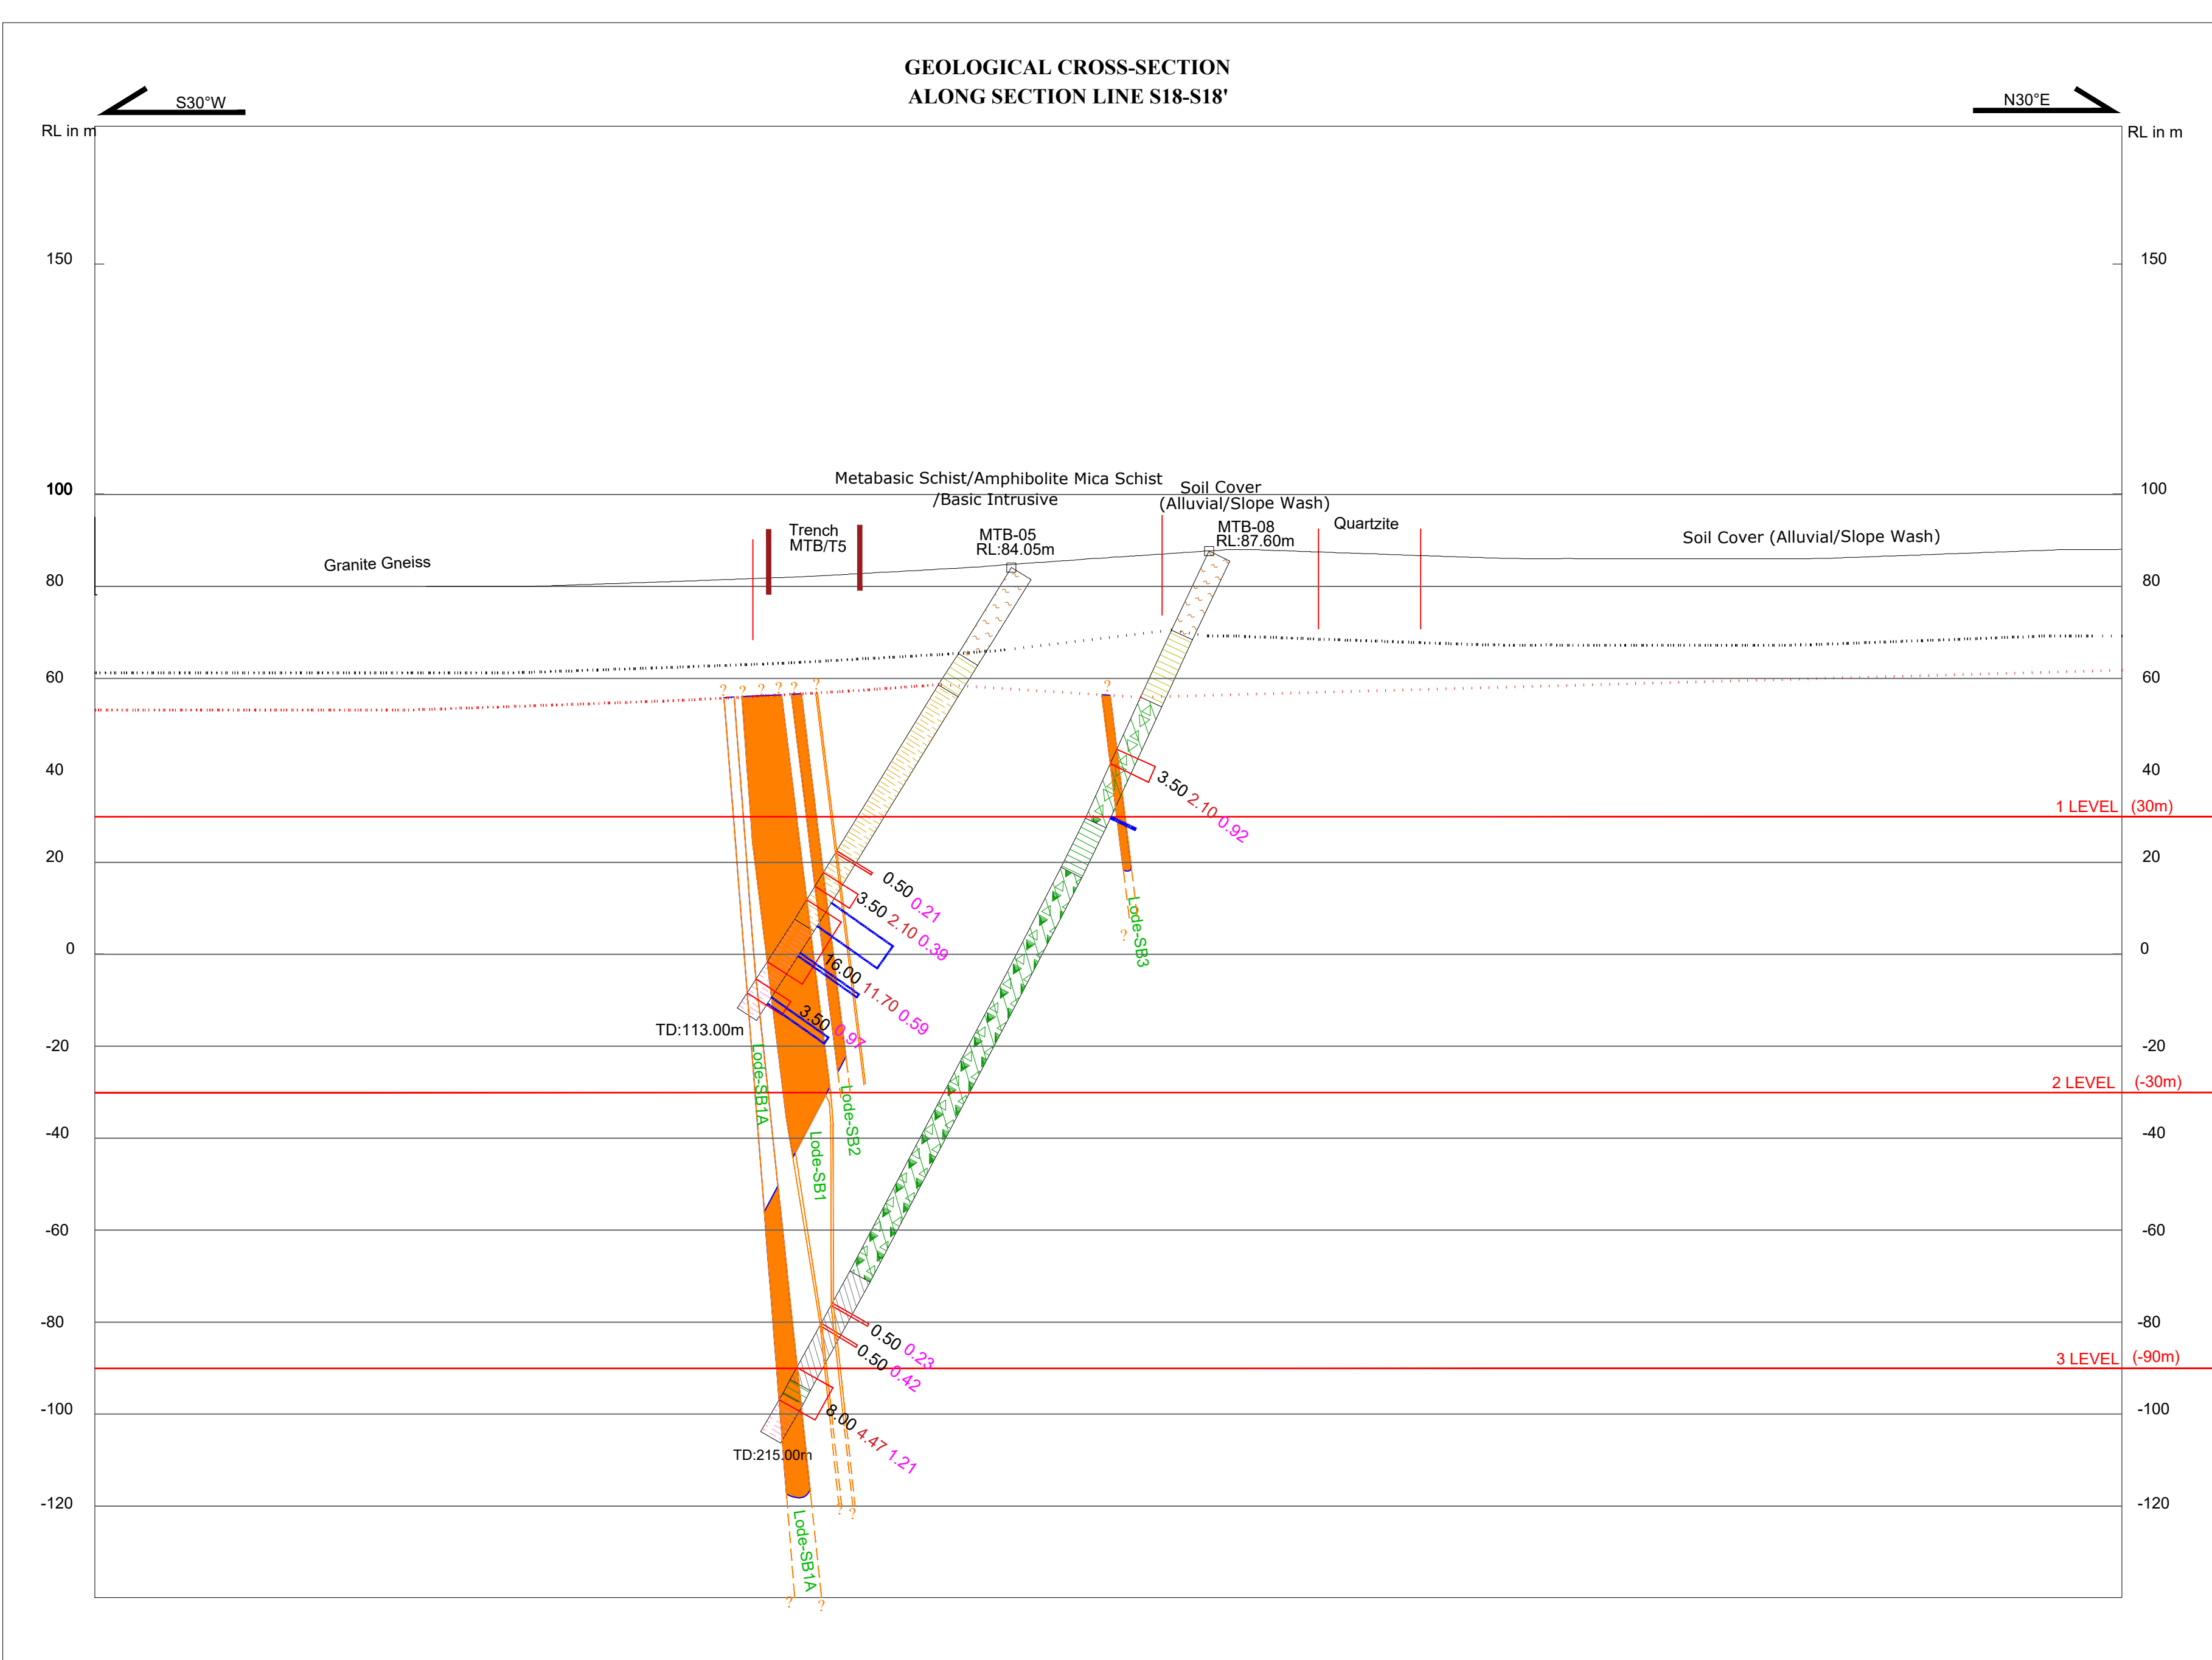 GEOLOGICAL CROSS-SECTION
ALONG SECTION LINE S18-S18'
S30°W
N30°E
RL in m
RL in m
150
150
Metabasic Schist/Amphibolite Mica Schist
/Basic Intrusive
Soil Cover
(Alluvial/Slope Wash)
100
100
Trench
MTB/T5
MTB-05
RL:84.05m
MTB-08
RL:87.60m
Quartzite
Soil Cover (Alluvial/Slope Wash)
Granite Gneiss
80
80
60
60
? ? ? ? ? ?
?
40
40
3.50 2.10 0.92
1 LEVEL (30m)
20
20
0.50 0.21
3.50 2.10 0.39
Lode-SB3
?
0
0
16.00 11.70 0.59
3.50 0.97
TD:113.00m
-20
-20
Lode-SB1A
Lode-SB2
2 LEVEL (-30m)
-40
-40
Lode-SB1
-60
-60
-80
-80
0.50 0.23
0.50 0.42
3 LEVEL (-90m)
-100
-100
8.00 4.47 1.21
TD:215.00m
-120
-120
? ?
Lode-SB1A
? ?